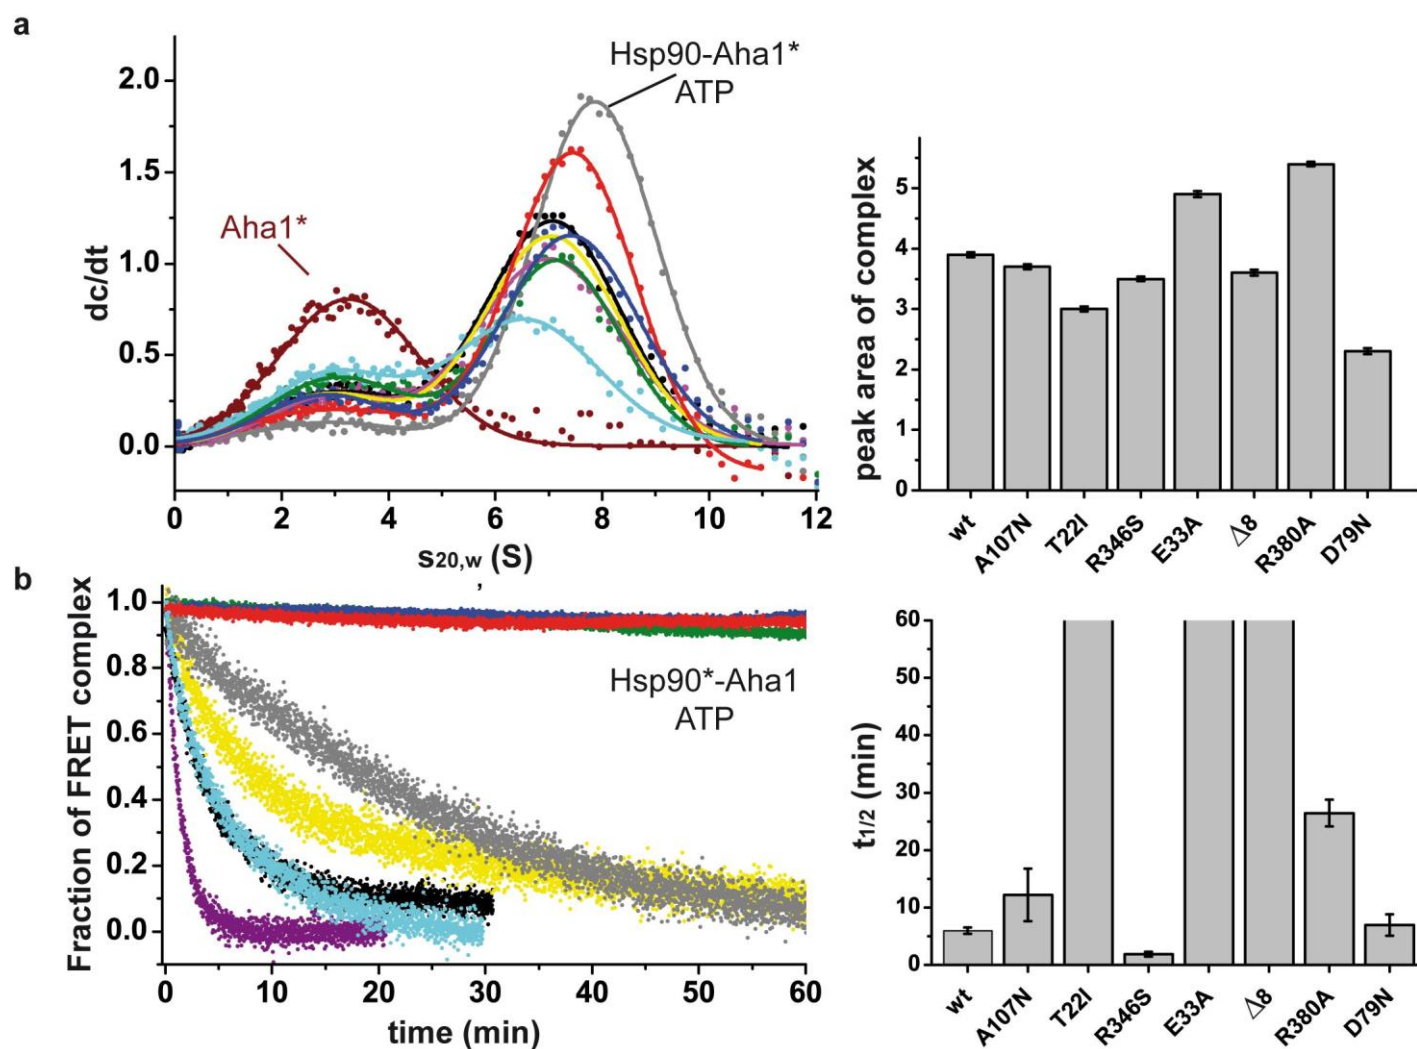 a
2.0
1.5
1.0
0.5
0.0
dc/dt
Aha1*
Hsp90-Aha1*
ATP
0 2 4 6 8 10 12
s20,w (S)
5
4
3
2
1
0
peak area of complex
wt A107N T22I R346S E33A Δ8 R380A D79N
b
,
1.0
0.8
0.6
0.4
0.2
0.0
Fraction of FRET complex
Hsp90*-Aha1
ATP
0 10 20 30 40 50 60
time (min)
60
50
40
30
20
10
0
t1/2 (min)
wt A107N T22I R346S E33A Δ8 R380A D79N